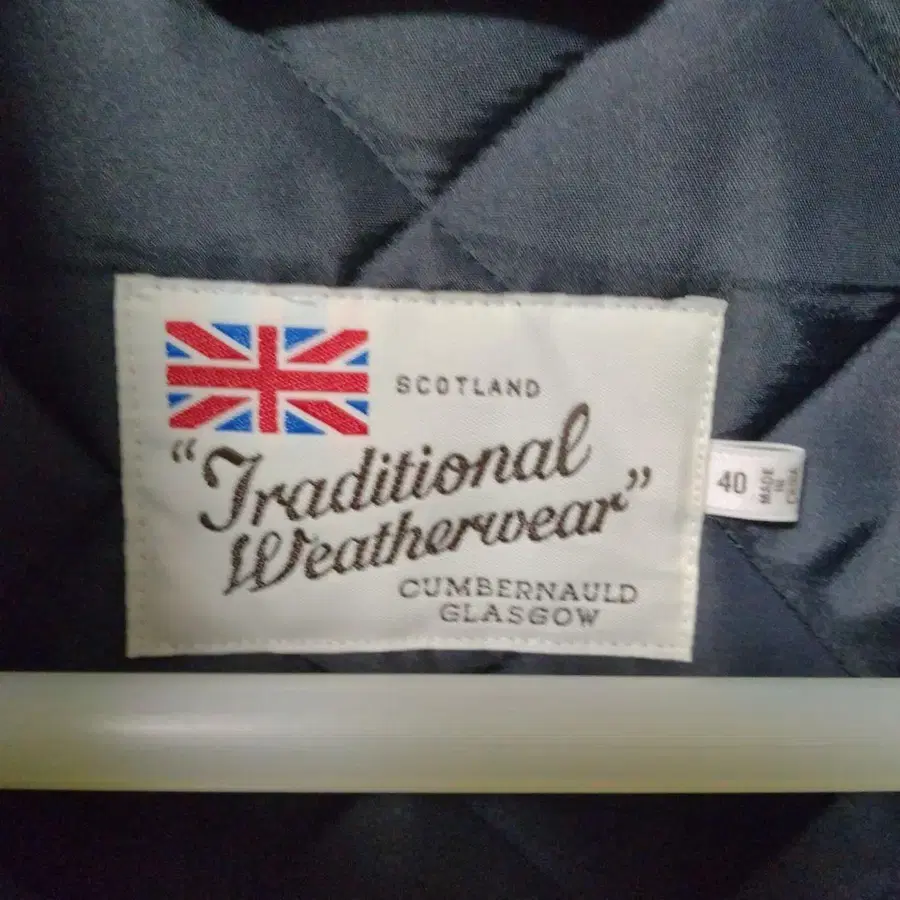 SCOTLAND
"Traditional
Weatherwear"
CUMBERNAULD
GLASGOW
40
MADE
IN
CHINA